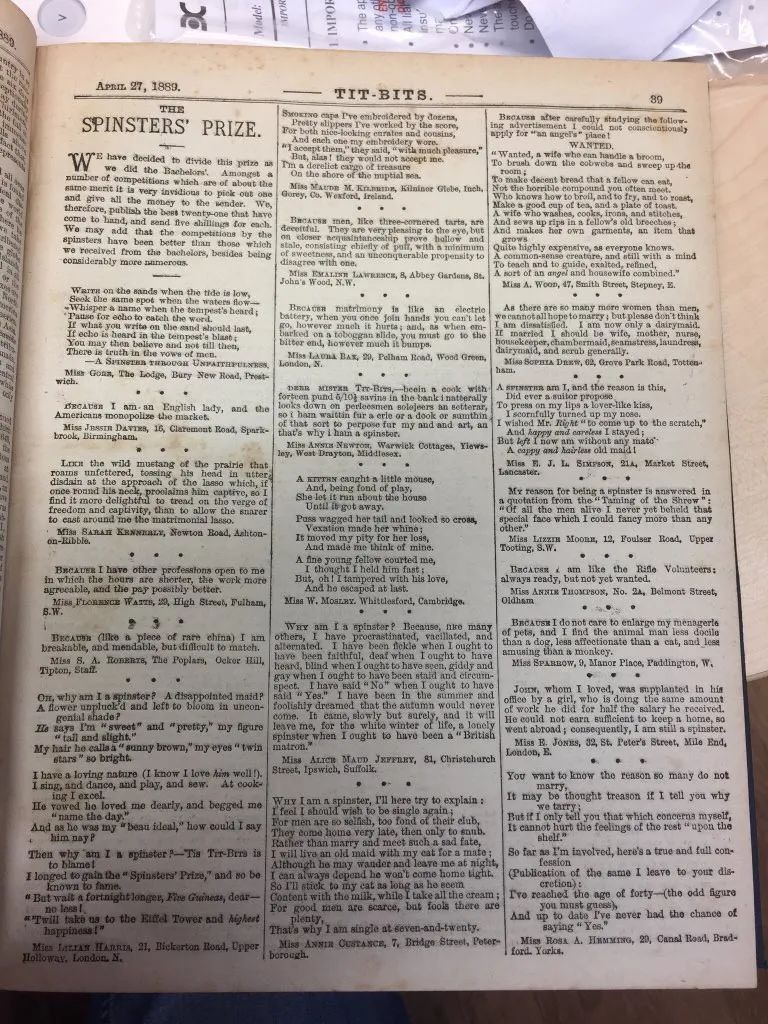 APRIL 27, 1889.
TIT-BITS.
39
THE
SPINSTERS' PRIZE.
WE have decided to divide this prize as
we did the Bachelors'. Amongst a
number of competitions which are of about the
same merit it is very invidious to pick out one
and give all the money to the sender. We,
therefore, publish the best twenty-one that have
come to hand, and send five shillings for each.
We may add that the competitions by the
spinsters have been better than those which
we received from the bachelors, besides being
considerably more numerous.
WRITE on the sands when the tide is low,
Seek the same spot when the waters flow—
Whisper a name when the tempest's heard;
Pause for echo to catch the word.
If what you write on the sand should last,
If echo is heard in the tempest's blast;
You may then believe and not till then,
There is truth in the vows of men.
—A SPINSTER THROUGH UNFAITHFULNESS.
Miss GORE, The Lodge, Bury New Road, Prest-
wich.
BECAUSE I am an English lady, and the
Americans monopolize the market.
Miss JESSIE DAVIES, 16, Claremont Road, Spark-
brook, Birmingham.
LIKE the wild mustang of the prairie that
roams unfettered, tossing his head in utter
disdain at the approach of the lasso which, if
once round his neck, proclaims him captive, so I
find it more delightful to tread on the verge of
freedom and captivity, than to allow the snarer
to cast around me the matrimonial lasso.
Miss SARAH KENNERLY, Newton Road, Ashton-
on-Ribble.
BECAUSE I have other professions open to me
in which the hours are shorter, the work more
agreeable, and the pay possibly better.
Miss FLORENCE WATTS, 29, High Street, Fulham,
S.W.
BECAUSE (like a piece of rare china) I am
breakable, and mendable, but difficult to match.
Miss S. A. ROBERTS, The Poplars, Ocker Hill,
Tipton, Staff.
OH, why am I a spinster? A disappointed maid?
A flower unpluck'd and left to bloom in uncon-
genial shade?
He says I'm "sweet" and "pretty," my figure
"tall and slight."
My hair he calls a "sunny brown," my eyes "twin
stars" so bright.
I have a loving nature (I know I love him well!).
I sing, and dance, and play, and sew. At cook-
ing I excel.
He vowed he loved me dearly, and begged me
"name the day."
And as he was my "beau ideal," how could I say
him nay?
Then why am I a spinster?—Tis TIT-BITS is
to blame!
I longed to gain the "Spinsters' Prize," and so
be known to fame.
"But wait a fortnight longer, Five Guineas, dear—
no less!
"'Twill take us to the Eiffel Tower and highest
happiness!"
Miss LILIAN HARRIS, 21, Bickerton Road, Upper
Holloway, London, N.
SMOKING caps I've embroidered by dozens,
Pretty slippers I've worked by the score,
For both nice-looking curates and cousins,
And each one my embroidery wore.
"I accept them," they said, "with much pleasure,"
But, alas! they would not accept me.
I'm a derelict cargo of treasure
On the shore of the nuptial sea.
Miss MAUDE M. KILBRIDE, Kilninor Glebe, Inch,
Gorey, Co. Wexford, Ireland.
BECAUSE men, like three-cornered tarts, are
deceitful. They are very pleasing to the eye, but
on closer acquaintanceship prove hollow and
stale, consisting chiefly of puff, with a minimum
of sweetness, and an unconquerable propensity to
disagree with one.
Miss EMALINE LAWRENCE, 8, Abbey Gardens, St.
John's Wood, N.W.
BECAUSE matrimony is like an electric
battery, when you once join hands you can't let
go, however much it hurts; and, as when em-
barked on a toboggan slide, you must go to the
bitter end, however much it bumps.
Miss LAURA BAX, 29, Pelham Road, Wood Green,
London, N.
DERE MISTER TIT-BITS,—beein a cook with
forteen pund 5/10½ savins in the bank i natterally
looks down on perleesmen solejeers an setterar,
so i ham waitin fur a erle or a dook or sumthin
of that sort to perpose fur my and and art, an
that's why i ham a spinster.
Miss ANNIE NEWTON, Warwick Cottages, Yiews-
ley, West Drayton, Middlesex.
A KITTEN caught a little mouse,
And, being fond of play,
She let it run about the house
Until it got away.
Puss wagged her tail and looked so cross,
Vexation made her whine;
It moved my pity for her loss,
And made me think of mine.
A fine young fellow courted me,
I thought I held him fast;
But, oh! I tampered with his love,
And he escaped at last.
Miss W. MOSLEY, Whittlesford, Cambridge.
WHY am I a spinster? Because, like many
others, I have procrastinated, vacillated, and
alternated. I have been fickle when I ought to
have been faithful, deaf when I ought to have
heard, blind when I ought to have seen, giddy and
gay when I ought to have been staid and circum-
spect. I have said "No" when I ought to have
said "Yes." I have been in the summer and
foolishly dreamed that the autumn would never
come. It came, slowly but surely, and it will
leave me, for the white winter of life, a lonely
spinster when I ought to have been a "British
matron."
Miss ALICE MAUD JEFFREY, 81, Christchurch
Street, Ipswich, Suffolk.
WHY I am a spinster, I'll here try to explain:
I feel I should wish to be single again;
For men are so selfish, too fond of their club,
They come home very late, then only to snub.
Rather than marry and meet such a sad fate,
I will live an old maid with my cat for a mate;
Although he may wander and leave me at night,
I can always depend he won't come home tight.
So I'll stick to my cat as long as he seem
Content with the milk, while I take all the cream;
For good men are scarce, but fools there are
plenty,
That's why I am single at seven-and-twenty.
Miss ANNIE CUSTANCE, 7, Bridge Street, Peter-
borough.
BECAUSE after carefully studying the follow-
ing advertisement I could not conscientiously
apply for "an angel's" place!
WANTED.
"Wanted, a wife who can handle a broom,
To brush down the cobwebs and sweep up the
room;
To make decent bread that a fellow can eat,
Not the horrible compound you often meet.
Who knows how to broil, and to fry, and to roast,
Make a good cup of tea, and a plate of toast.
A wife who washes, cooks, irons, and stitches,
And sews up rips in a fellow's old breeches;
And makes her own garments, an item that
grows
Quite highly expensive, as everyone knows.
A common-sense creature, and still with a mind
To teach and to guide, exalted, refined,
A sort of an angel and housewife combined."
Miss A. WOOD, 47, Smith Street, Stepney, E.
As there are so many more women than men,
we cannot all hope to marry; but please don't think
I am dissatisfied. I am now only a dairymaid.
If married I should be wife, mother, nurse,
housekeeper, chambermaid, seamstress, laundress,
dairymaid, and scrub generally.
Miss SOPHIA DREW, 62, Grove Park Road, Totten-
ham.
A SPINSTER am I, and the reason is this,
Did ever a suitor propose
To press on my lips a lover-like kiss,
I scornfully turned up my nose.
I wished Mr. Right "to come up to the scratch,"
And happy and careless I stayed;
But left I now am without any mate
A cappy and hairless old maid!
Miss E. J. L. SIMPSON, 21A, Market Street,
Lancaster.
My reason for being a spinster is answered in
a quotation from the "Taming of the Shrew":
"Of all the men alive I never yet beheld that
special face which I could fancy more than any
other."
Miss LIZZIE MOORE, 12, Foulser Road, Upper
Tooting, S.W.
BECAUSE I am like the Rifle Volunteers:
always ready, but not yet wanted.
Miss ANNIE THOMPSON, No. 2A, Belmont Street,
Oldham
BECAUSE I do not care to enlarge my menagerie
of pets, and I find the animal man less docile
than a dog, less affectionate than a cat, and less
amusing than a monkey.
Miss SPARROW, 9, Manor Place, Paddington, W.
JOHN, whom I loved, was supplanted in his
office by a girl, who is doing the same amount
of work he did for half the salary he received.
He could not earn sufficient to keep a home, so
went abroad; consequently, I am still a spinster.
Miss E. JONES, 32, St. Peter's Street, Mile End,
London, E.
You want to know the reason so many do not
marry,
It may be thought treason if I tell you why
we tarry;
But if I only tell you that which concerns myself,
It cannot hurt the feelings of the rest "upon the
shelf."
So far as I'm involved, here's a true and full con-
fession
(Publication of the same I leave to your dis-
cretion):
I've reached the age of forty—(the odd figure
you must guess),
And up to date I've never had the chance of
saying "Yes."
Miss ROSA A. HEMMING, 29, Canal Road, Brad-
ford, Yorks.